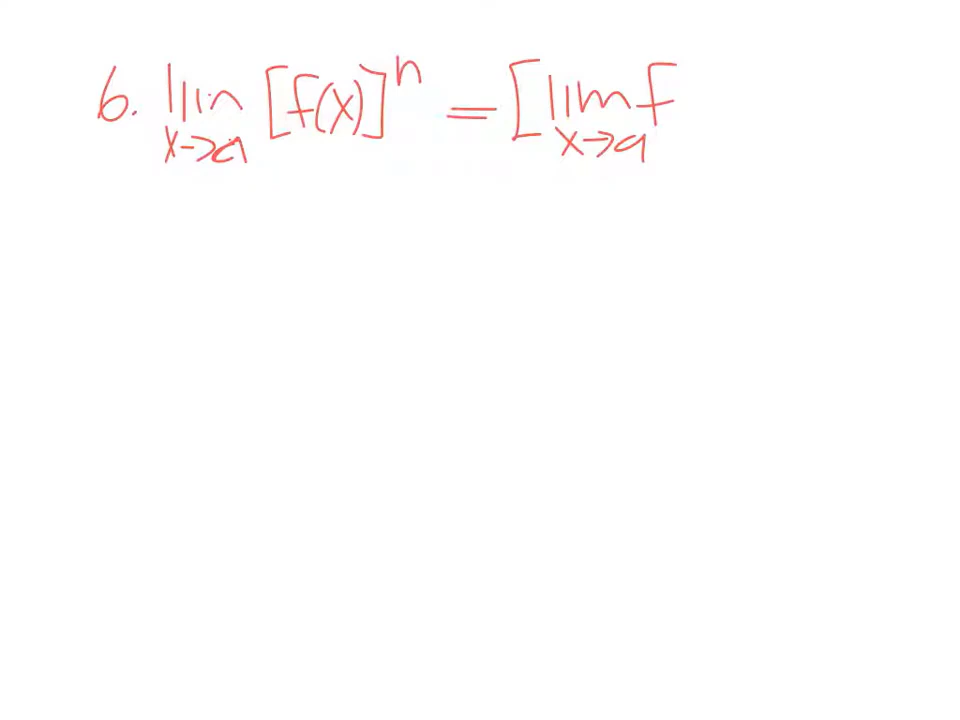 6. lim [f(x)]^n = [lim f
x→a x→a